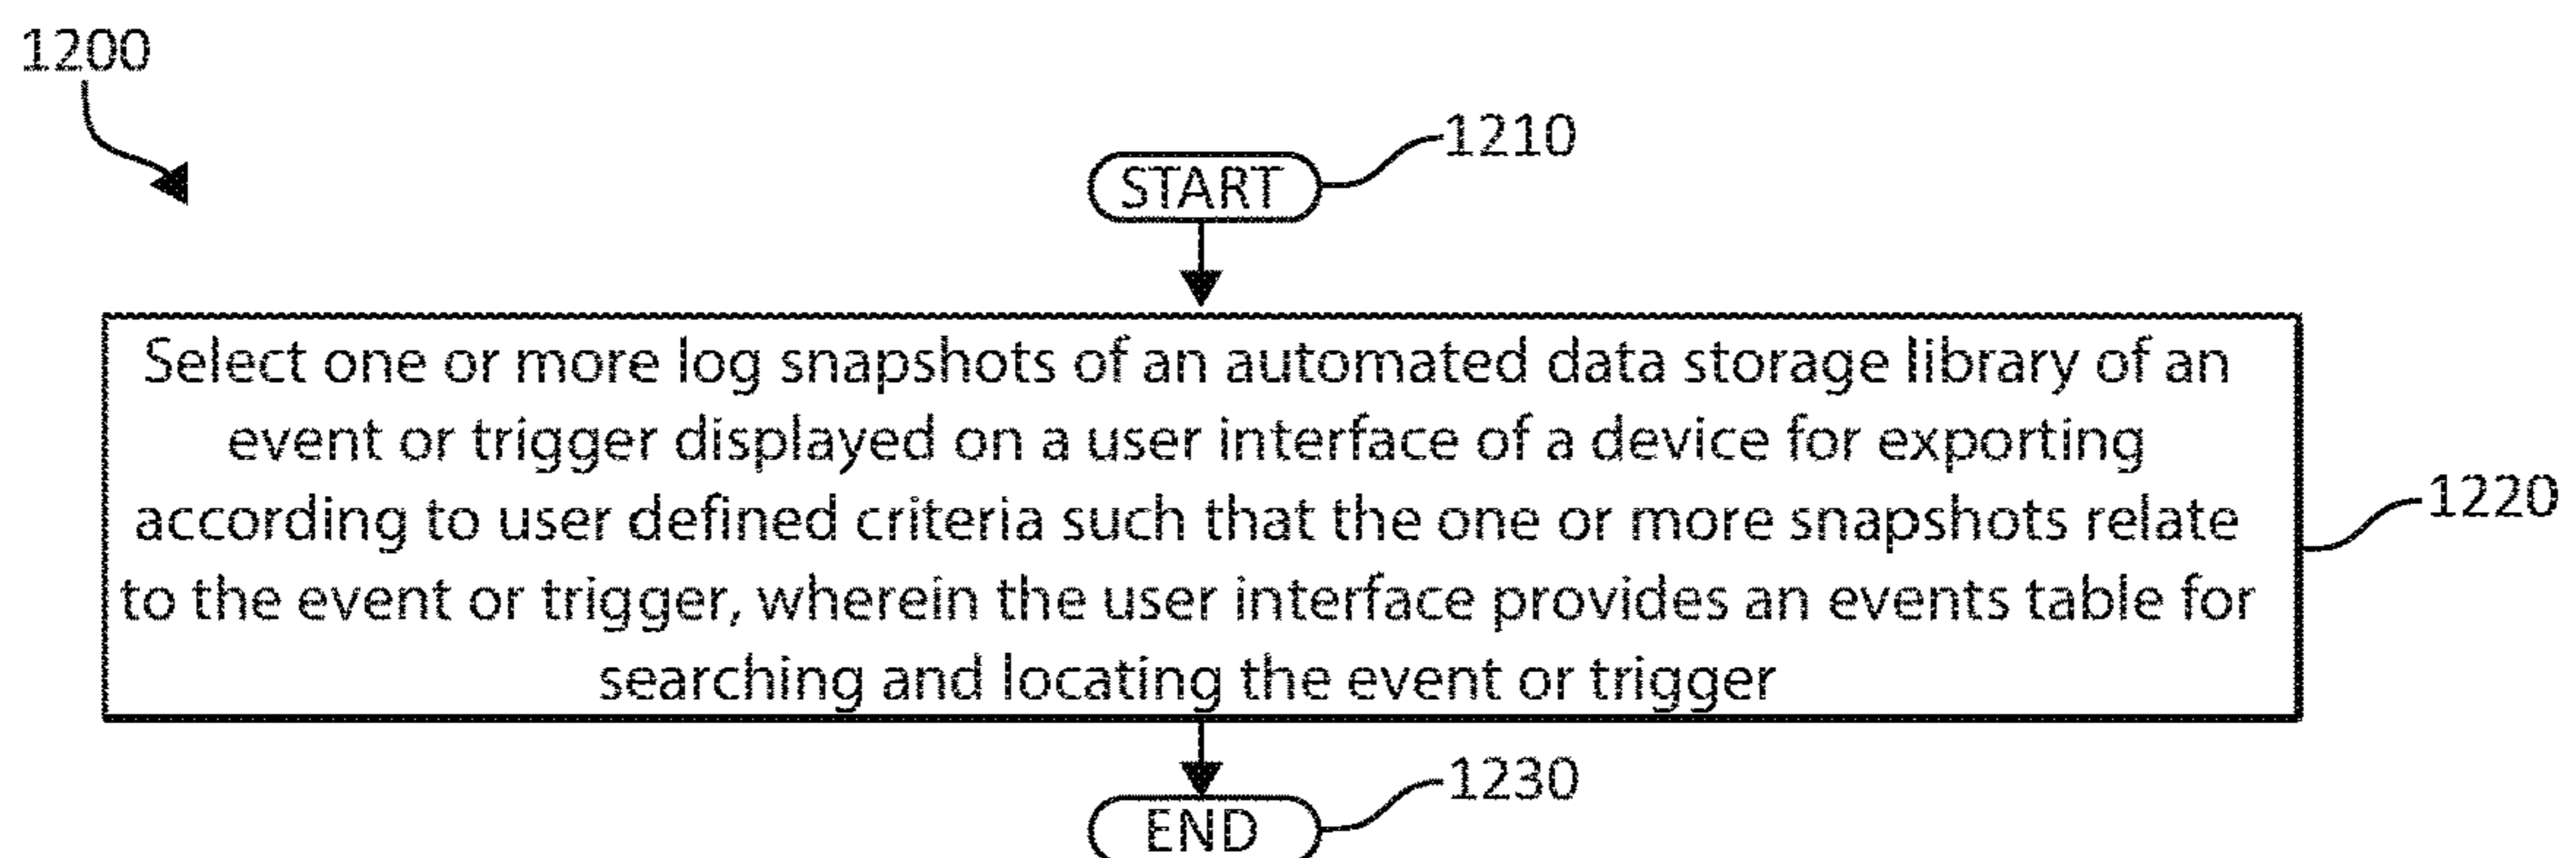 1200
1210
START
Select one or more log snapshots of an automated data storage library of an
event or trigger displayed on a user interface of a device for exporting
according to user defined criteria such that the one or more snapshots relate
to the event or trigger, wherein the user interface provides an events table for
searching and locating the event or trigger
1220
1230
END